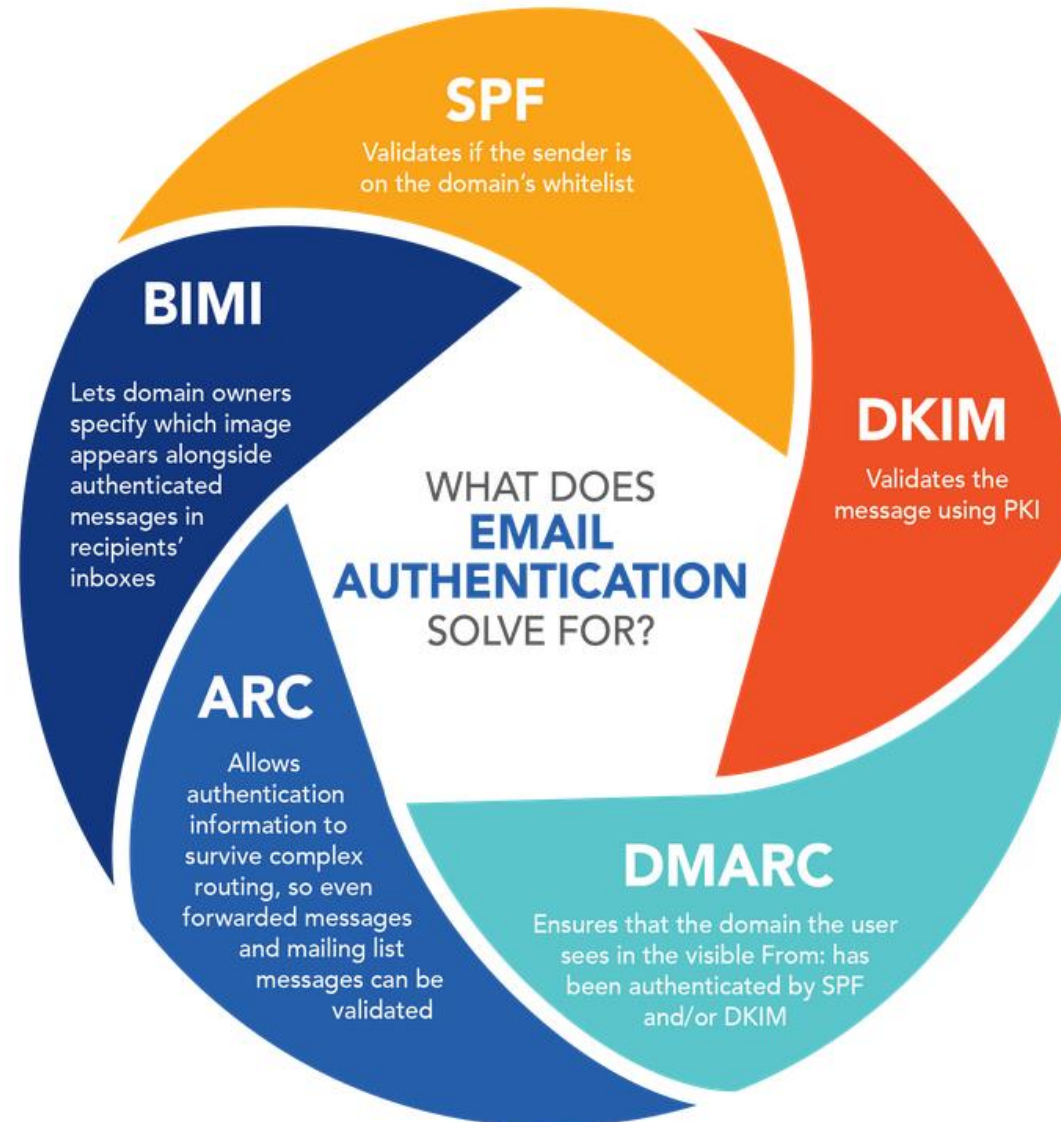 SPF
Validates if the sender is
on the domain's whitelist
DKIM
Validates the
message using PKI
DMARC
Ensures that the domain the user
sees in the visible From: has
been authenticated by SPF
and/or DKIM
ARC
Allows
authentication
information to
survive complex
routing, so even
forwarded messages
and mailing list
messages can be
validated
BIMI
Lets domain owners
specify which image
appears alongside
authenticated
messages in
recipients'
inboxes
WHAT DOES
EMAIL
AUTHENTICATION
SOLVE FOR?